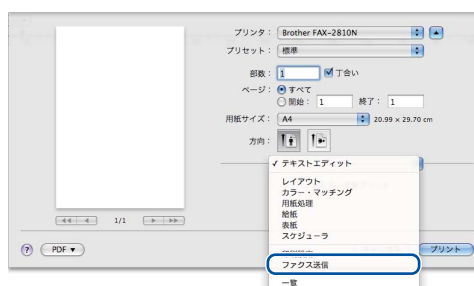 プリンタ： Brother FAX-2810N
プリセット： 標準
部数： 1 丁合い
ページ： すべて
開始： 1 終了： 1
用紙サイズ： A4 20.99 x 29.70 cm
方向：
✓ テキストエディット
レイアウト
カラー・マッチング
用紙処理
給紙
表紙
スケジューラ
1/1
? PDF ▼ プリント
ファクス送信
一覧